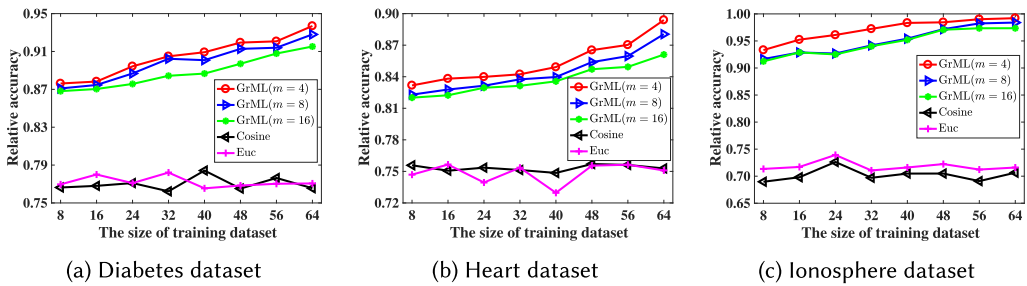 0.95
0.91
0.87
0.83
0.79
0.75
Relative accuracy
GrML(m = 4)
GrML(m = 8)
GrML(m = 16)
Cosine
Euc
8 16 24 32 40 48 56 64
The size of training dataset
(a) Diabetes dataset
0.90
0.87
0.84
0.81
0.78
0.75
0.72
Relative accuracy
GrML(m = 4)
GrML(m = 8)
GrML(m = 16)
Cosine
Euc
8 16 24 32 40 48 56 64
The size of training dataset
(b) Heart dataset
1.00
0.95
0.90
0.85
0.80
0.75
0.70
0.65
Relative accuracy
GrML(m = 4)
GrML(m = 8)
GrML(m = 16)
Cosine
Euc
8 16 24 32 40 48 56 64
The size of training dataset
(c) Ionosphere dataset